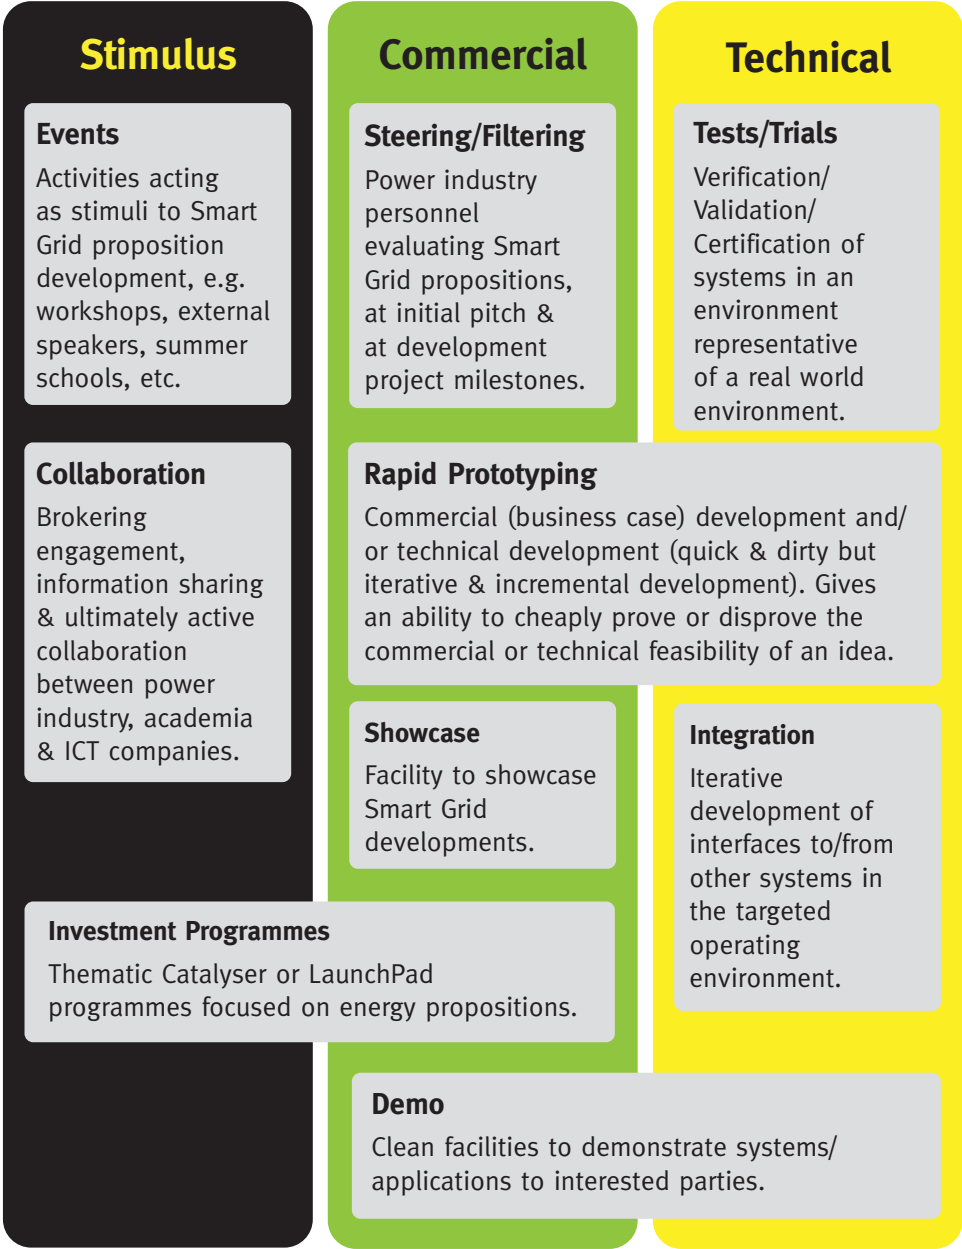 Stimulus
Events
Activities acting
as stimuli to Smart
Grid proposition
development, e.g.
workshops, external
speakers, summer
schools, etc.
Collaboration
Brokering
engagement,
information sharing
& ultimately active
collaboration
between power
industry, academia
& ICT companies.
Commercial
Steering/Filtering
Power industry
personnel
evaluating Smart
Grid propositions,
at initial pitch &
at development
project milestones.
Technical
Tests/Trials
Verification/
Validation/
Certification of
systems in an
environment
representative
of a real world
environment.
Rapid Prototyping
Commercial (business case) development and/
or technical development (quick & dirty but
iterative & incremental development). Gives
an ability to cheaply prove or disprove the
commercial or technical feasibility of an idea.
Showcase
Facility to showcase
Smart Grid
developments.
Integration
Iterative
development of
interfaces to/from
other systems in
the targeted
operating
environment.
Investment Programmes
Thematic Catalyser or LaunchPad
programmes focused on energy propositions.
Demo
Clean facilities to demonstrate systems/
applications to interested parties.